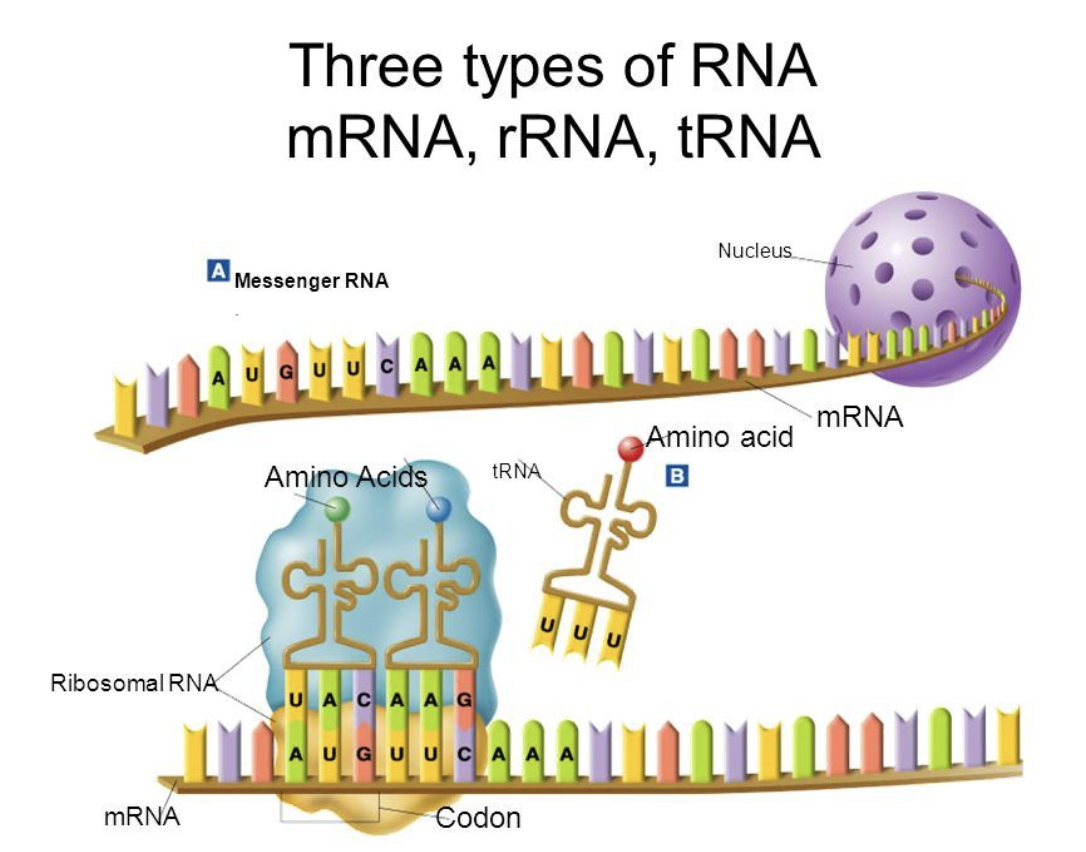 Three types of RNA
mRNA, rRNA, tRNA
Nucleus
A Messenger RNA
A U G U U C A A A
mRNA
Amino acid
Amino Acids
tRNA
B
U U U
Ribosomal RNA
U A C A A G
A U G U U C A A A
mRNA
Codon